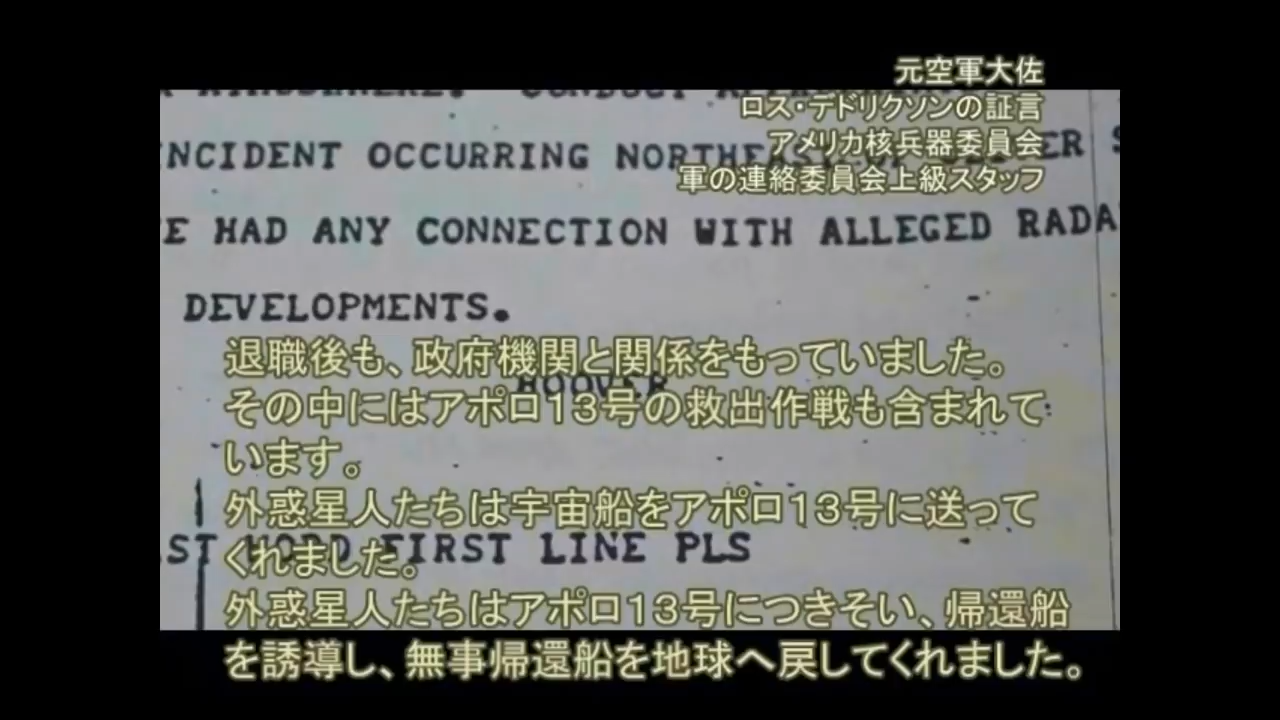 元空軍大佐
ロス・デドリクソンの証言
アメリカ核兵器委員会
軍の連絡委員会上級スタッフ
NCIDENT OCCURRING NORTHEAST OF
E HAD ANY CONNECTION WITH ALLEGED RADA
DEVELOPMENTS.
退職後も、政府機関と関係をもっていました。
HOOVER
その中にはアポロ13号の救出作戦も含まれて
います。
外惑星人たちは宇宙船をアポロ13号に送って
ST WORD FIRST LINE PLS
くれました。
外惑星人たちはアポロ13号につきそい、帰還船
を誘導し、無事帰還船を地球へ戻してくれました。